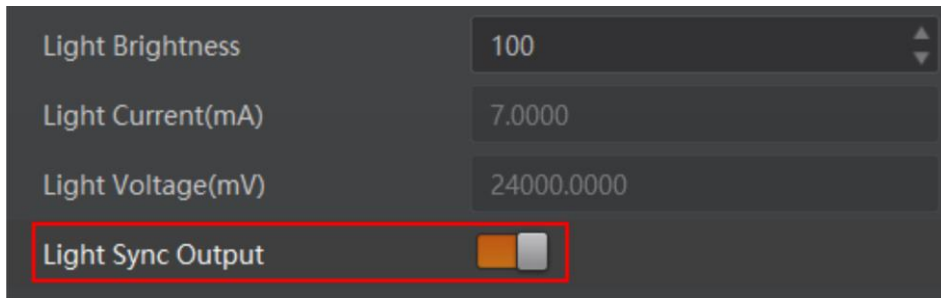 Light Brightness 100
Light Current(mA) 7.0000
Light Voltage(mV) 24000.0000
Light Sync Output